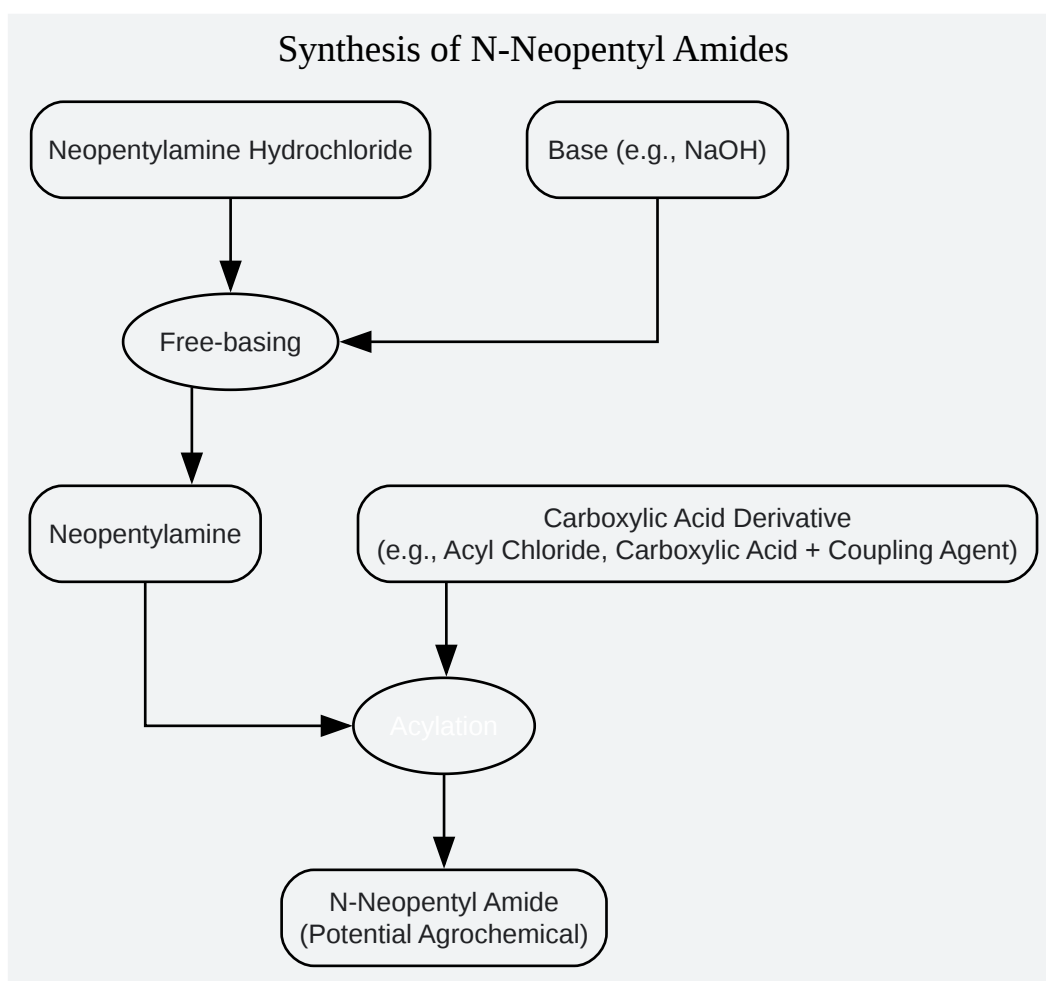 Synthesis of N-Neopentyl Amides
Neopentylamine Hydrochloride
Base (e.g., NaOH)
Free-basing
Neopentylamine
Carboxylic Acid Derivative
(e.g., Acyl Chloride, Carboxylic Acid + Coupling Agent)
Acylation
N-Neopentyl Amide
(Potential Agrochemical)